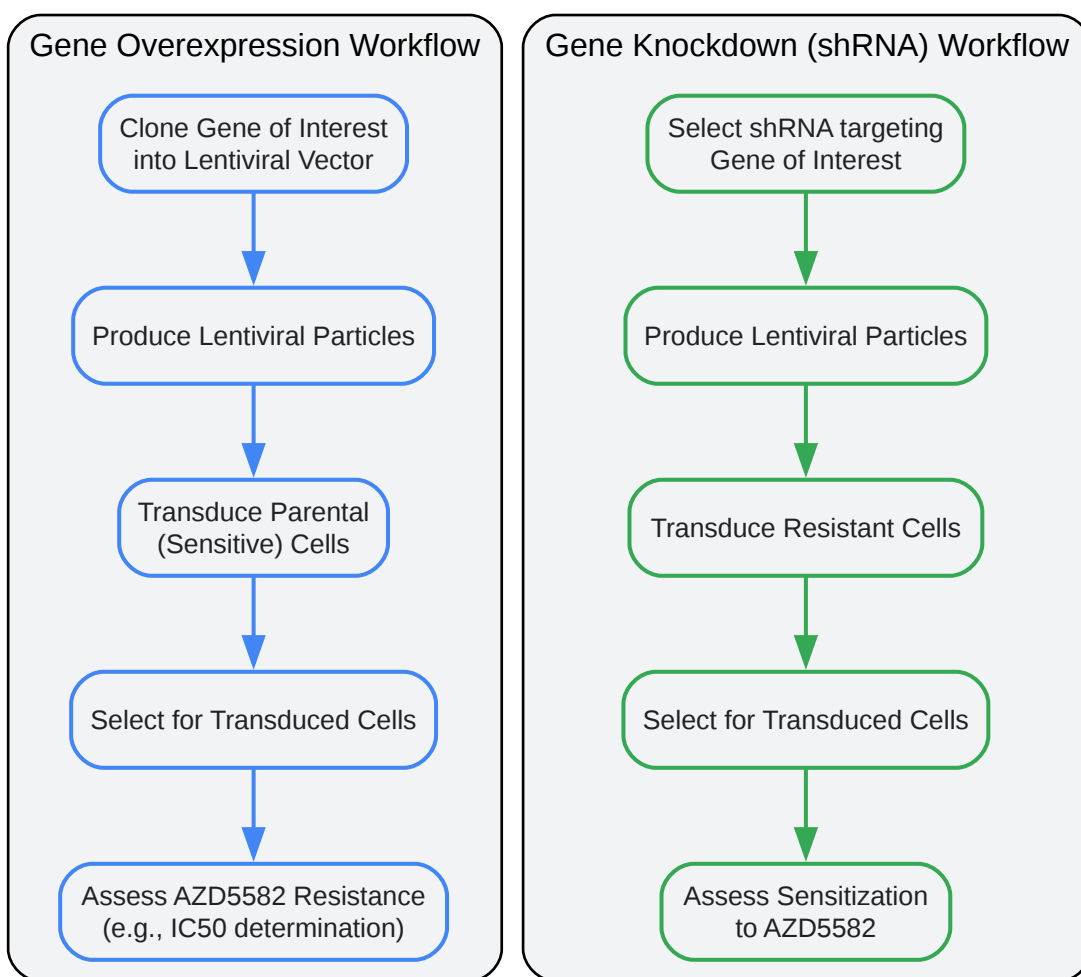 Gene Overexpression Workflow
Clone Gene of Interest
into Lentiviral Vector
Produce Lentiviral Particles
Transduce Parental
(Sensitive) Cells
Select for Transduced Cells
Assess AZD5582 Resistance
(e.g., IC50 determination)
Gene Knockdown (shRNA) Workflow
Select shRNA targeting
Gene of Interest
Produce Lentiviral Particles
Transduce Resistant Cells
Select for Transduced Cells
Assess Sensitization
to AZD5582